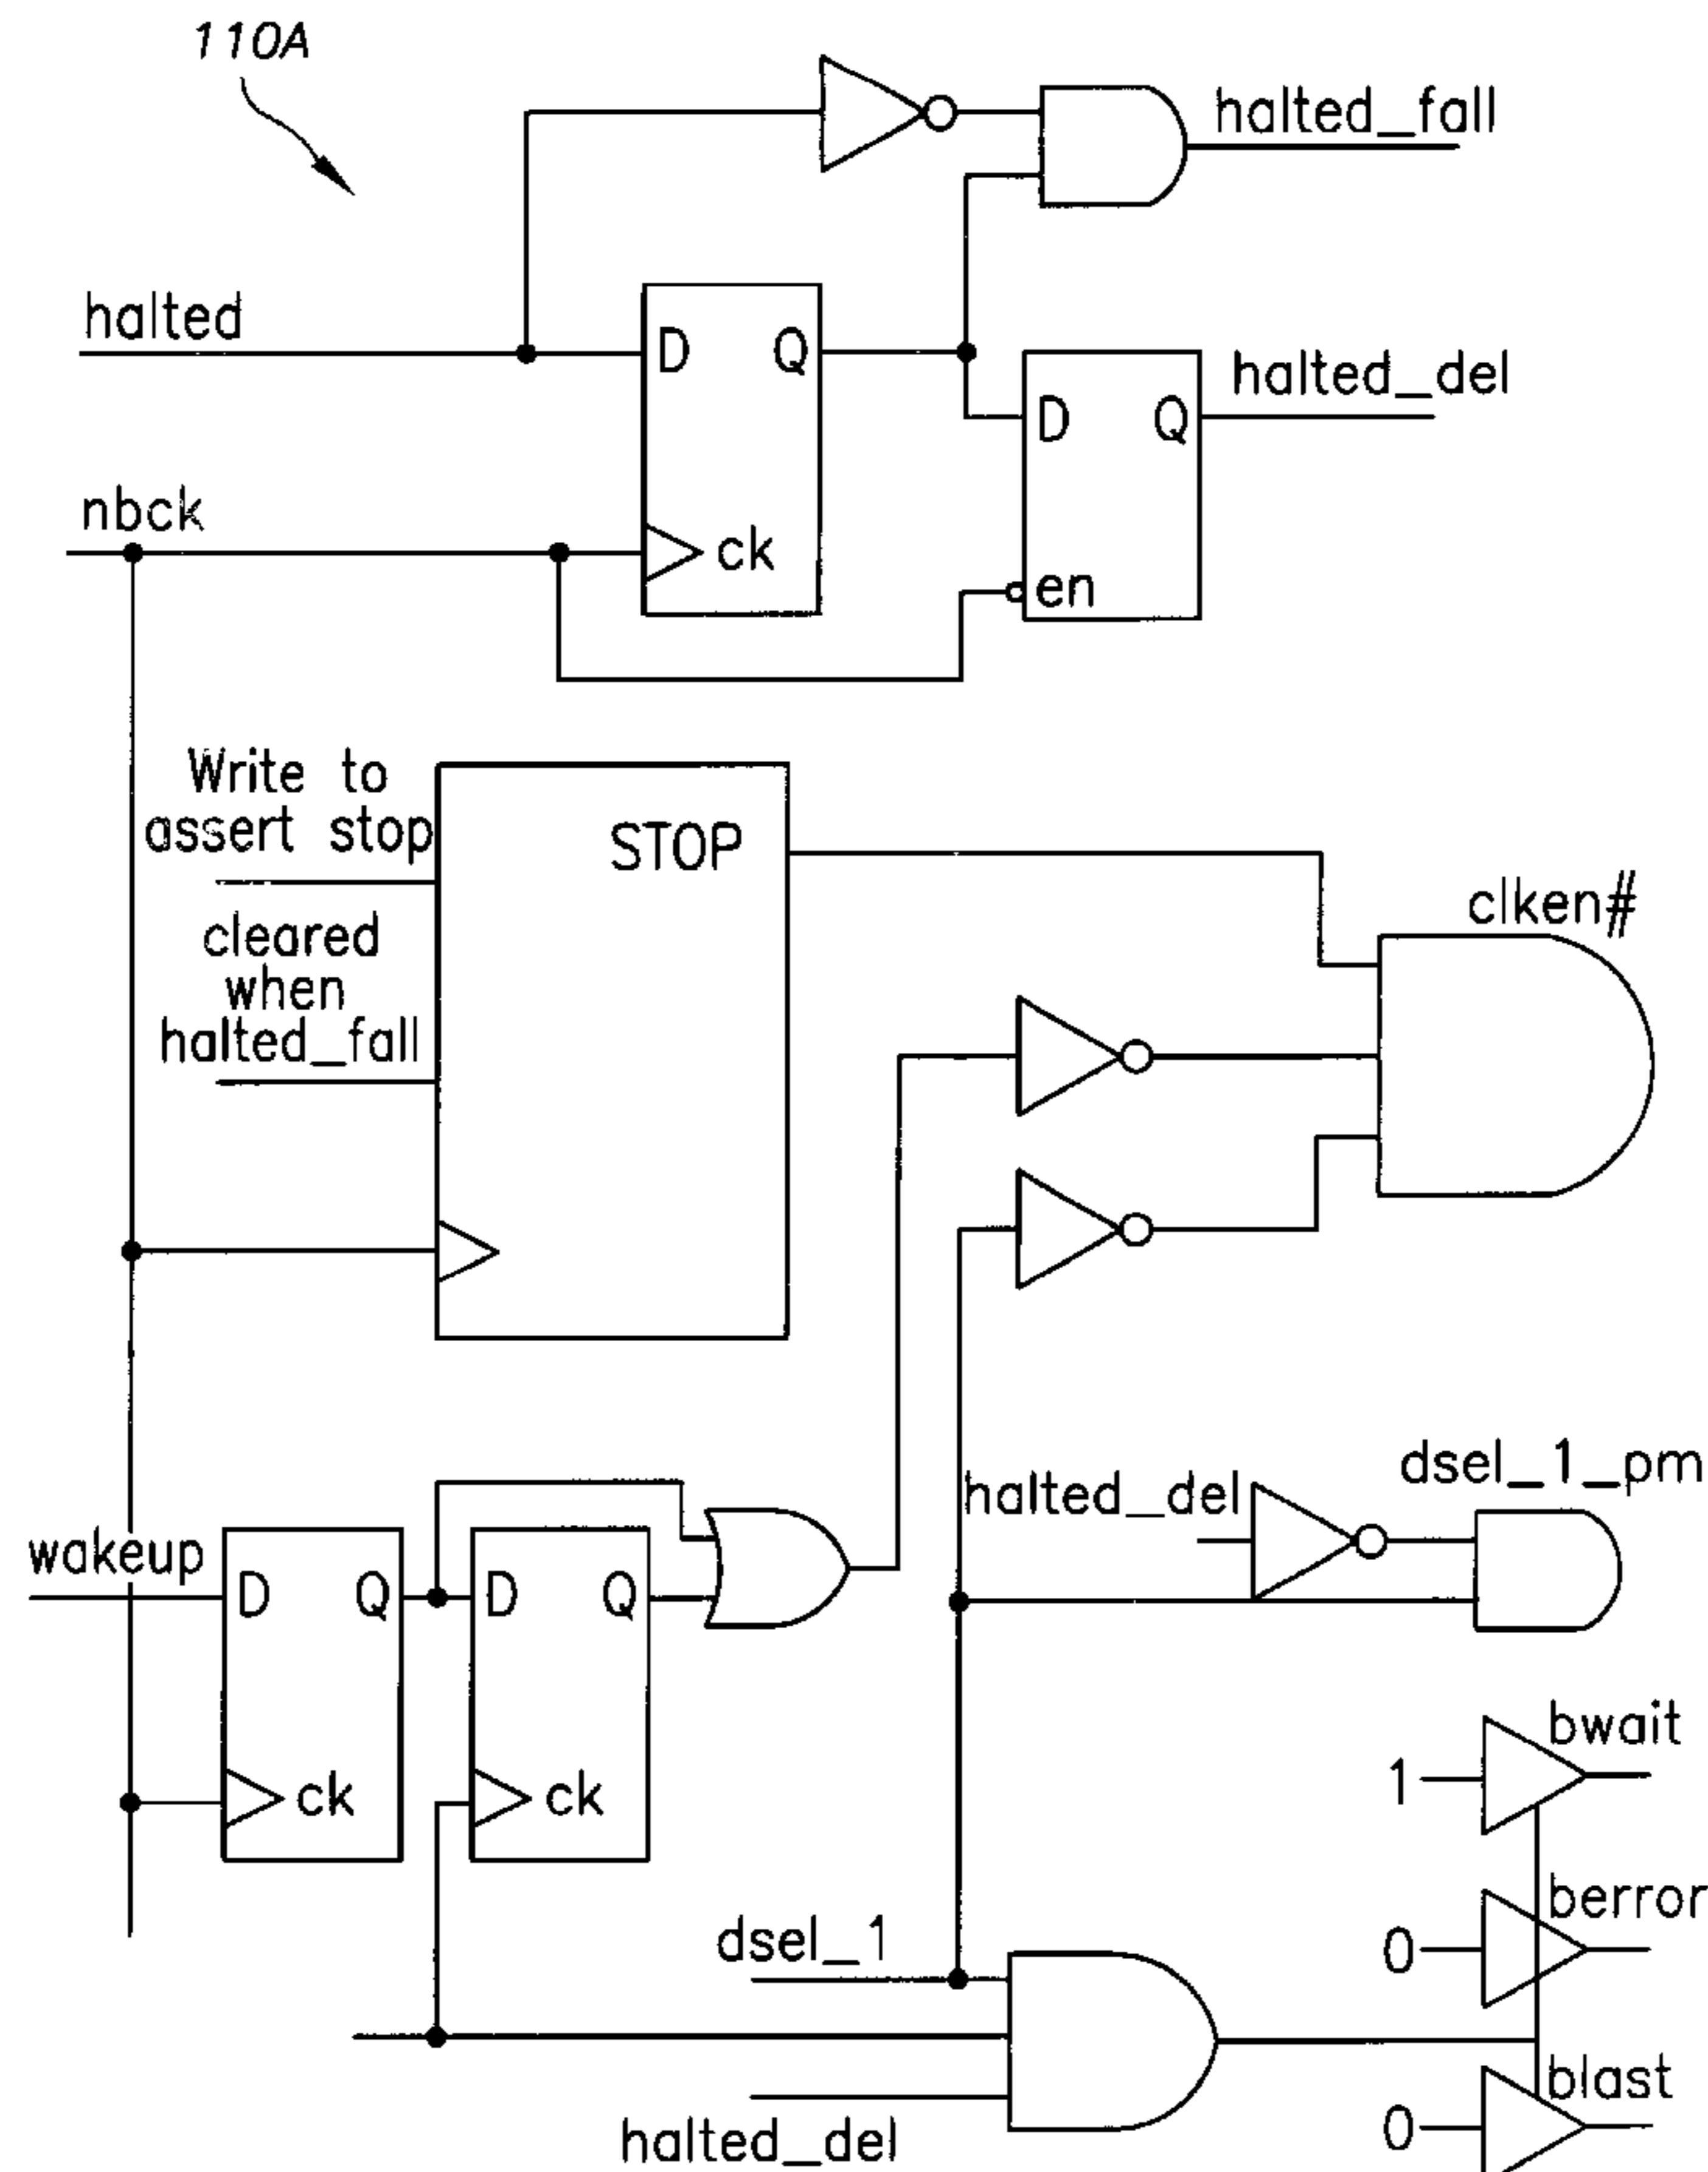 110A
halted_fall
halted
D Q
halted_del
D Q
nbck
ck
en
Write to
assert stop
STOP
clken#
cleared
when
halted_fall
dsel_1_pm
halted_del
wakeup
D Q
D Q
bwait
1
ck
ck
berror
dsel_1
0
blast
0
halted_del